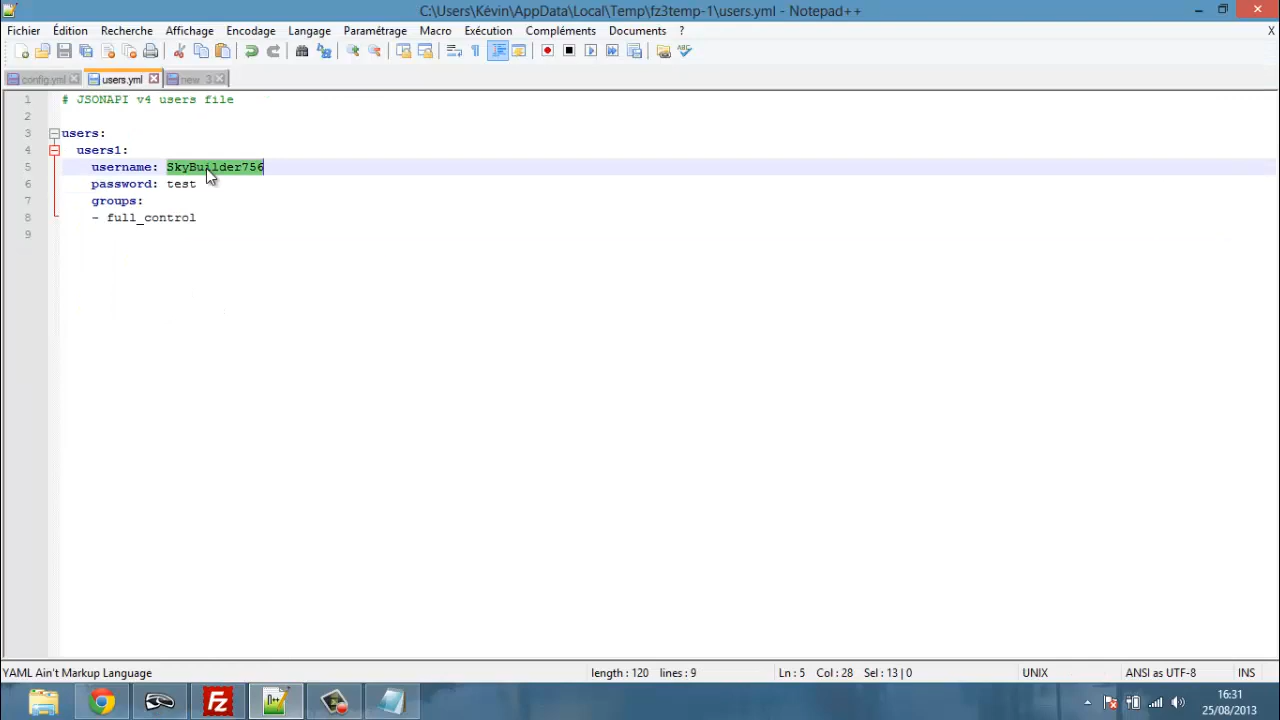 C:\Users\Kévin\AppData\Local\Temp\fz3temp-1\users.yml - Notepad++
Fichier Édition Recherche Affichage Encodage Langage Paramétrage Macro Exécution Compléments Documents ? X
config.yml users.yml new 3
1 # JSONAPI v4 users file
2
3 users:
4 users1:
5 username: SkyBuilder756
6 password: test
7 groups:
8 - full_control
9
YAML Ain't Markup Language length : 120 lines : 9 Ln : 5 Col : 28 Sel : 13 | 0 UNIX ANSI as UTF-8 INS
16:31
25/08/2013